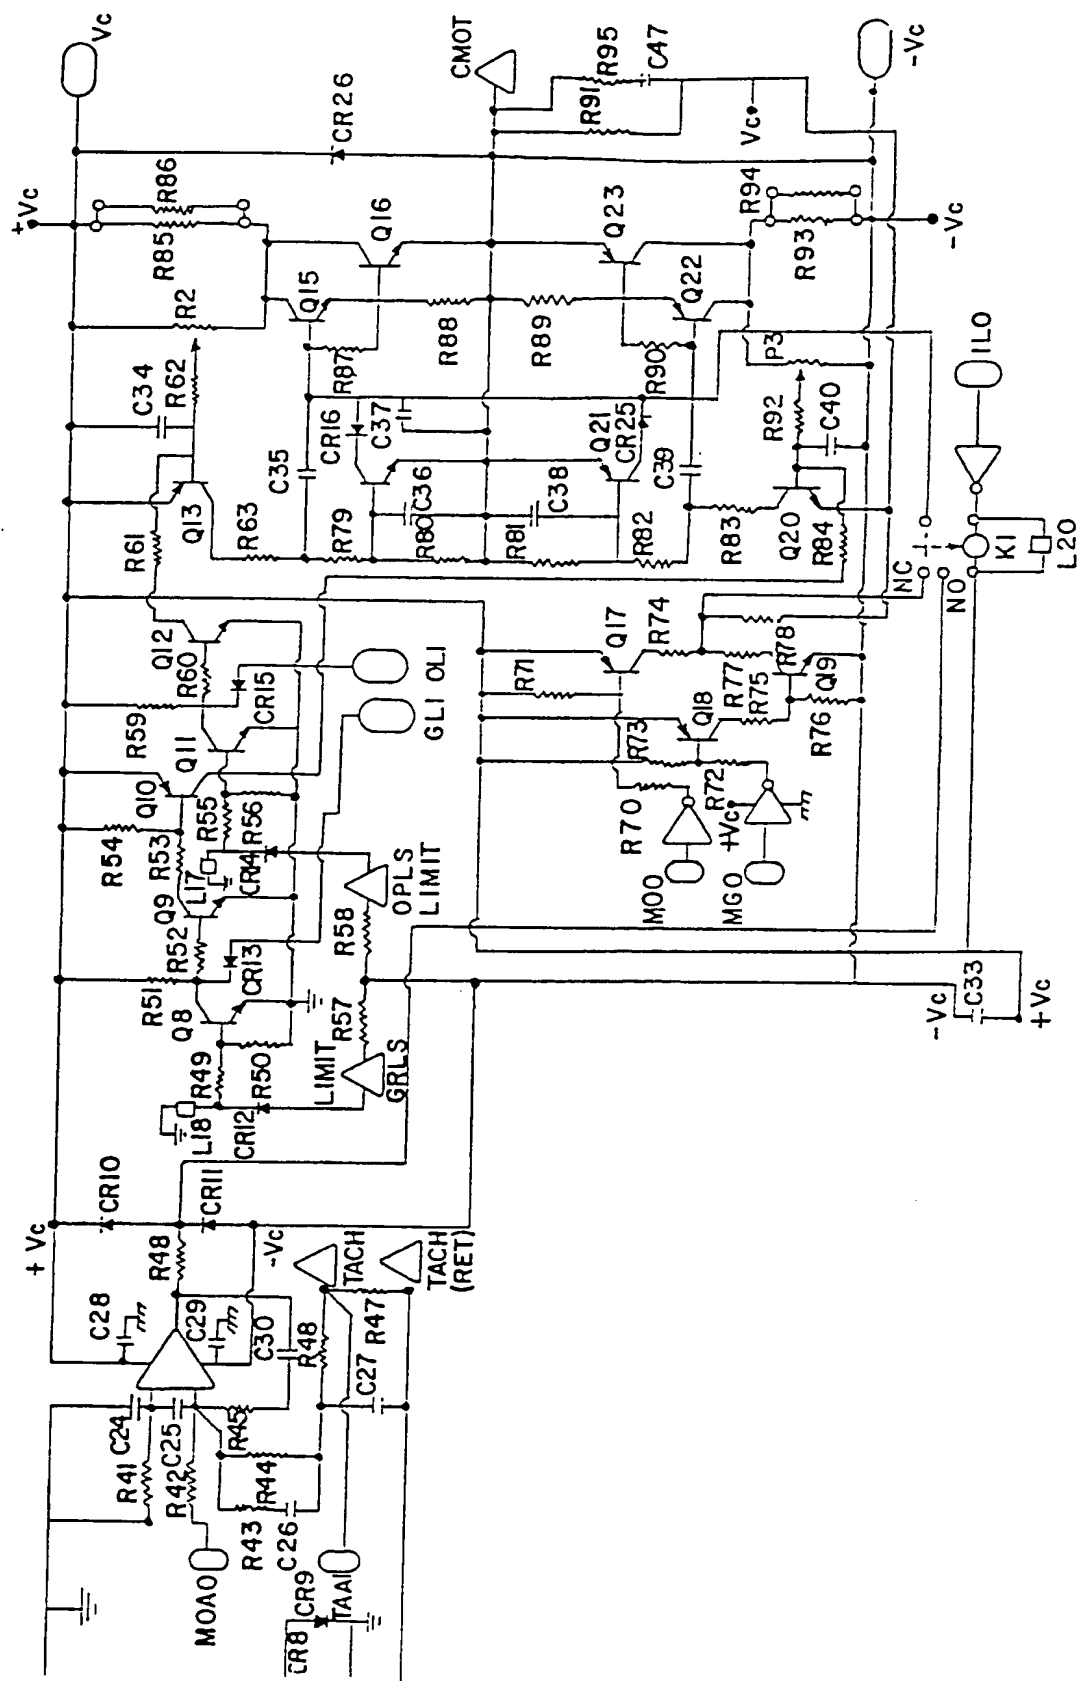 +Vc
Vc
R86
R85
R2
C34
R62
CR26
Q16
Q15
R87
R88
CMOT
R95
C47
R91
Vc
-Vc
R89
Q23
Q22
R90
R94
R93
-Vc
P3
R92
C40
Q21
CR25
C39
C38
C37
CR16
C36
C35
R63
R79
R80
R81
R82
R83
Q20
R84
Q13
R61
Q12
R60
CR15
OLI
GLI
R59
Q11
Q10
R55
R56
R54
R53
L17
CR14
Q9
R52
CR13
R51
Q8
R58
OPLS
LIMIT
R57
LIMIT
GRLS
R49
R50
L18
CR12
Q17
R74
R71
R73
Q18
R77
R75
R78
Q19
R76
R72
R70
+Vc
MOO
MGO
NC
NO
K1
L20
ILO
-Vc
C33
+Vc
+Vc
CR10
CR11
R48
-Vc
C28
C29
C30
R48
TACH
TACH
(RET)
R47
C27
C24
C25
R41
R42
R45
R44
R43
C26
MOAO
TAAI
CR9
CR8